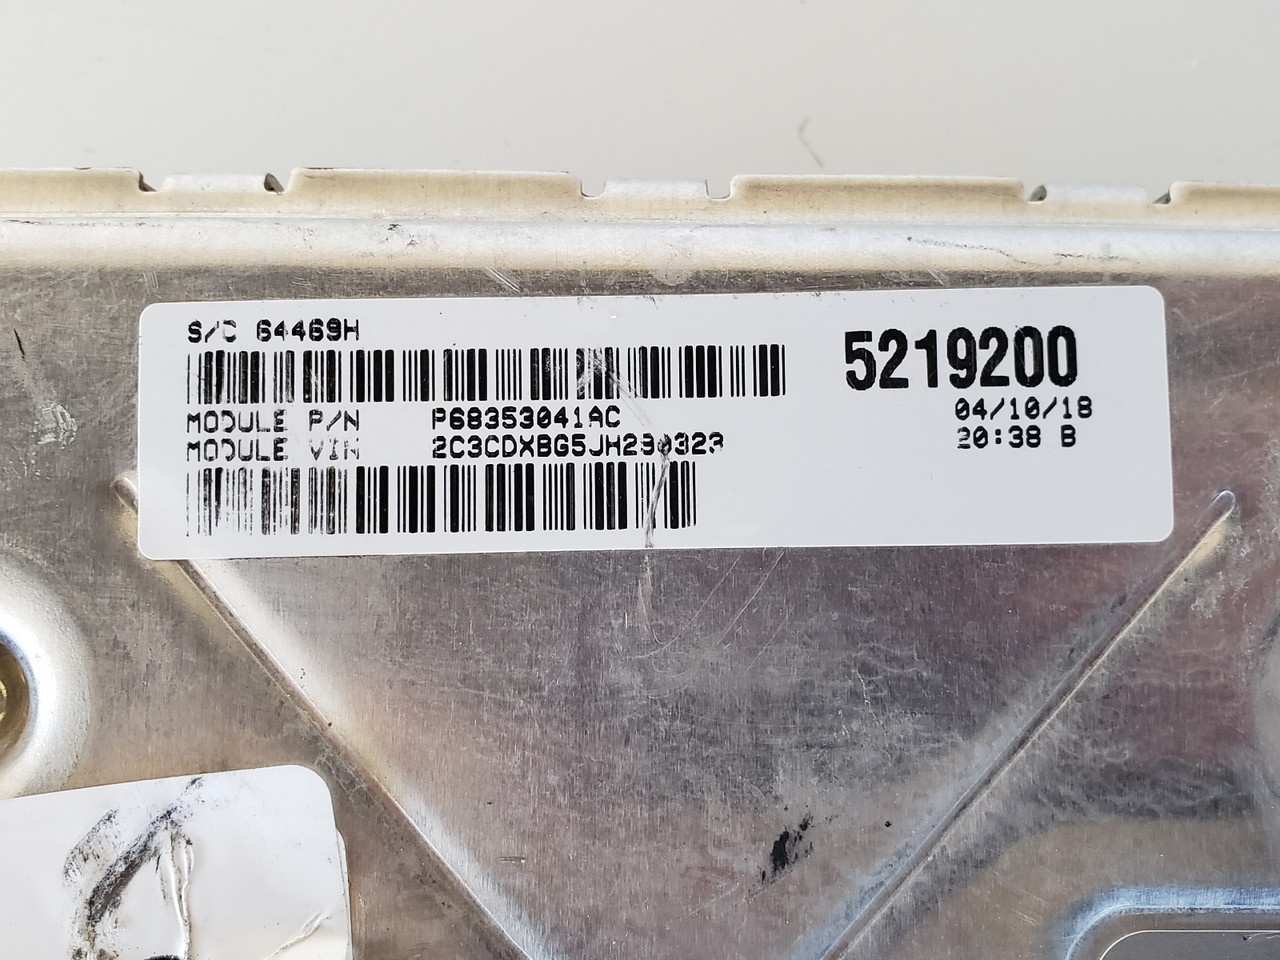 S/C 64469H
5219200
MODULE P/N P68353041AC
04/10/18
MODULE VIN 2C3CDXBG5JH290323
20:38 B